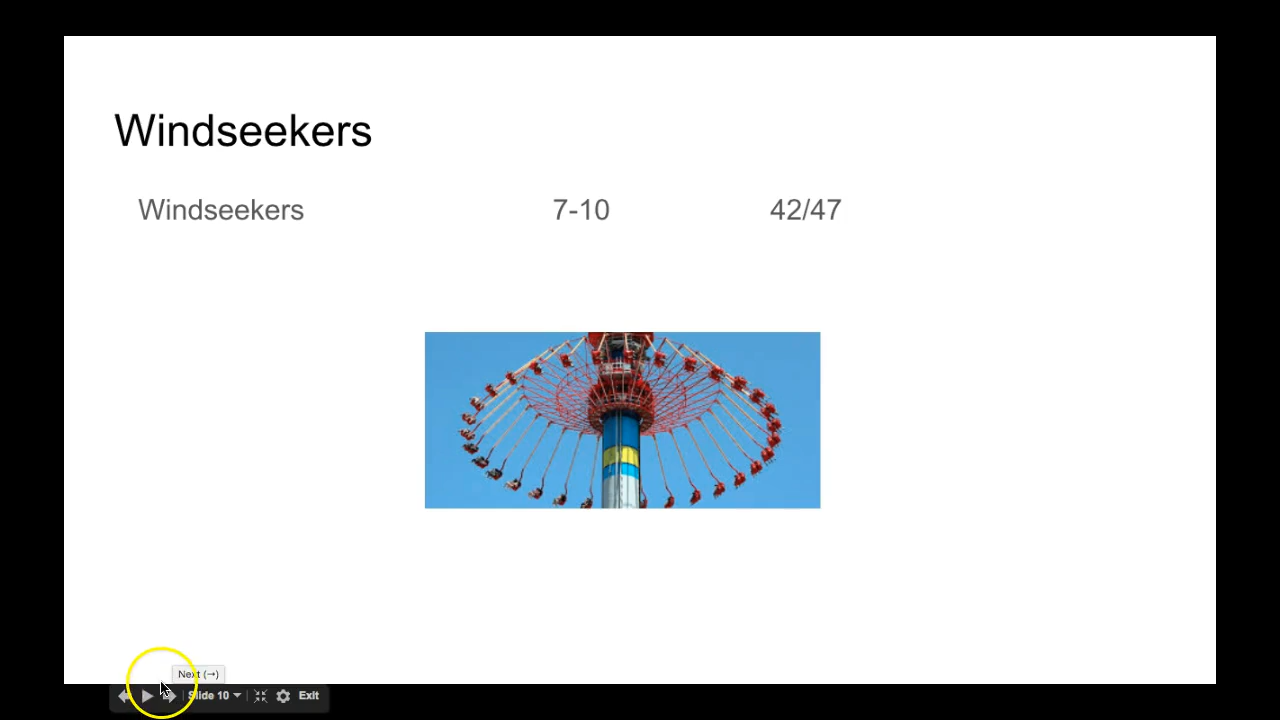 Windseekers
Windseekers 7-10 42/47
Next (→)
Slide 10 Exit